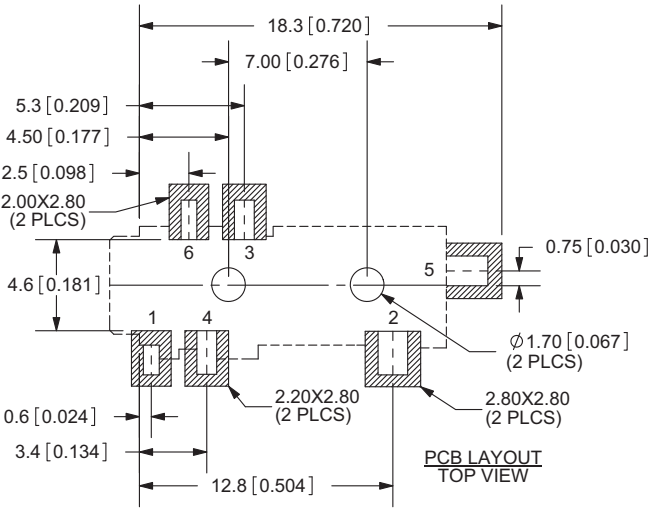 18.3 [0.720]
7.00 [0.276]
5.3 [0.209]
4.50 [0.177]
2.5 [0.098]
2.00X2.80
(2 PLCS)
6
3
5
0.75 [0.030]
4.6 [0.181]
1
4
2
Ø1.70 [0.067]
(2 PLCS)
2.20X2.80
(2 PLCS)
2.80X2.80
(2 PLCS)
0.6 [0.024]
3.4 [0.134]
12.8 [0.504]
PCB LAYOUT
TOP VIEW